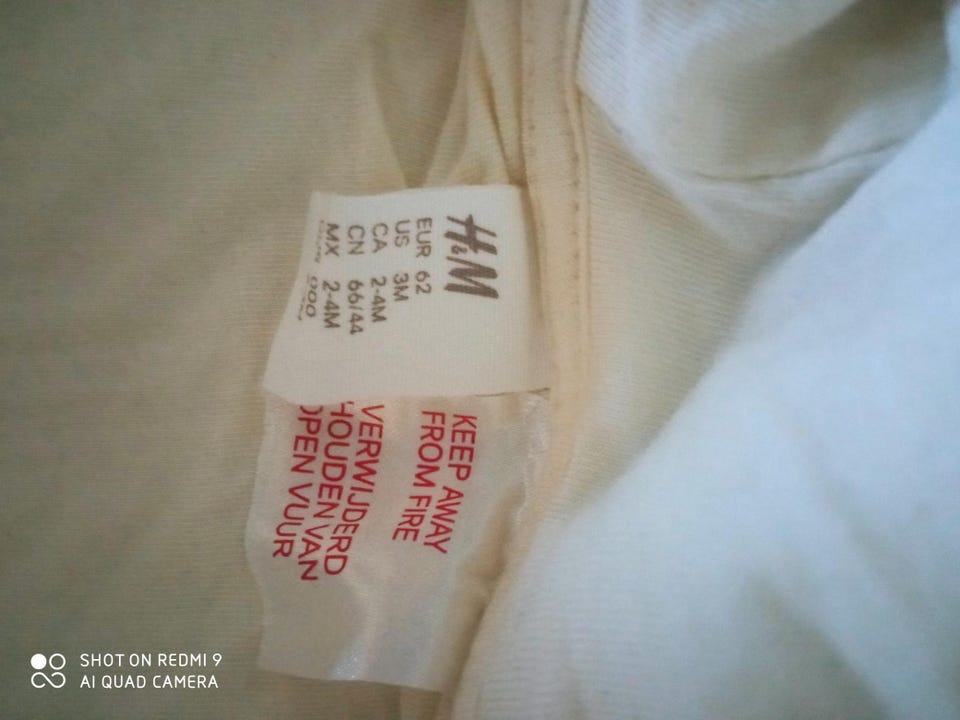 H&M
EUR 62
US 3M
CA 2-4M
CN 66/44
MX 2-4M
000
KEEP AWAY
FROM FIRE
VERWIJDERD
HOUDEN VAN
OPEN VUUR
SHOT ON REDMI 9
AI QUAD CAMERA